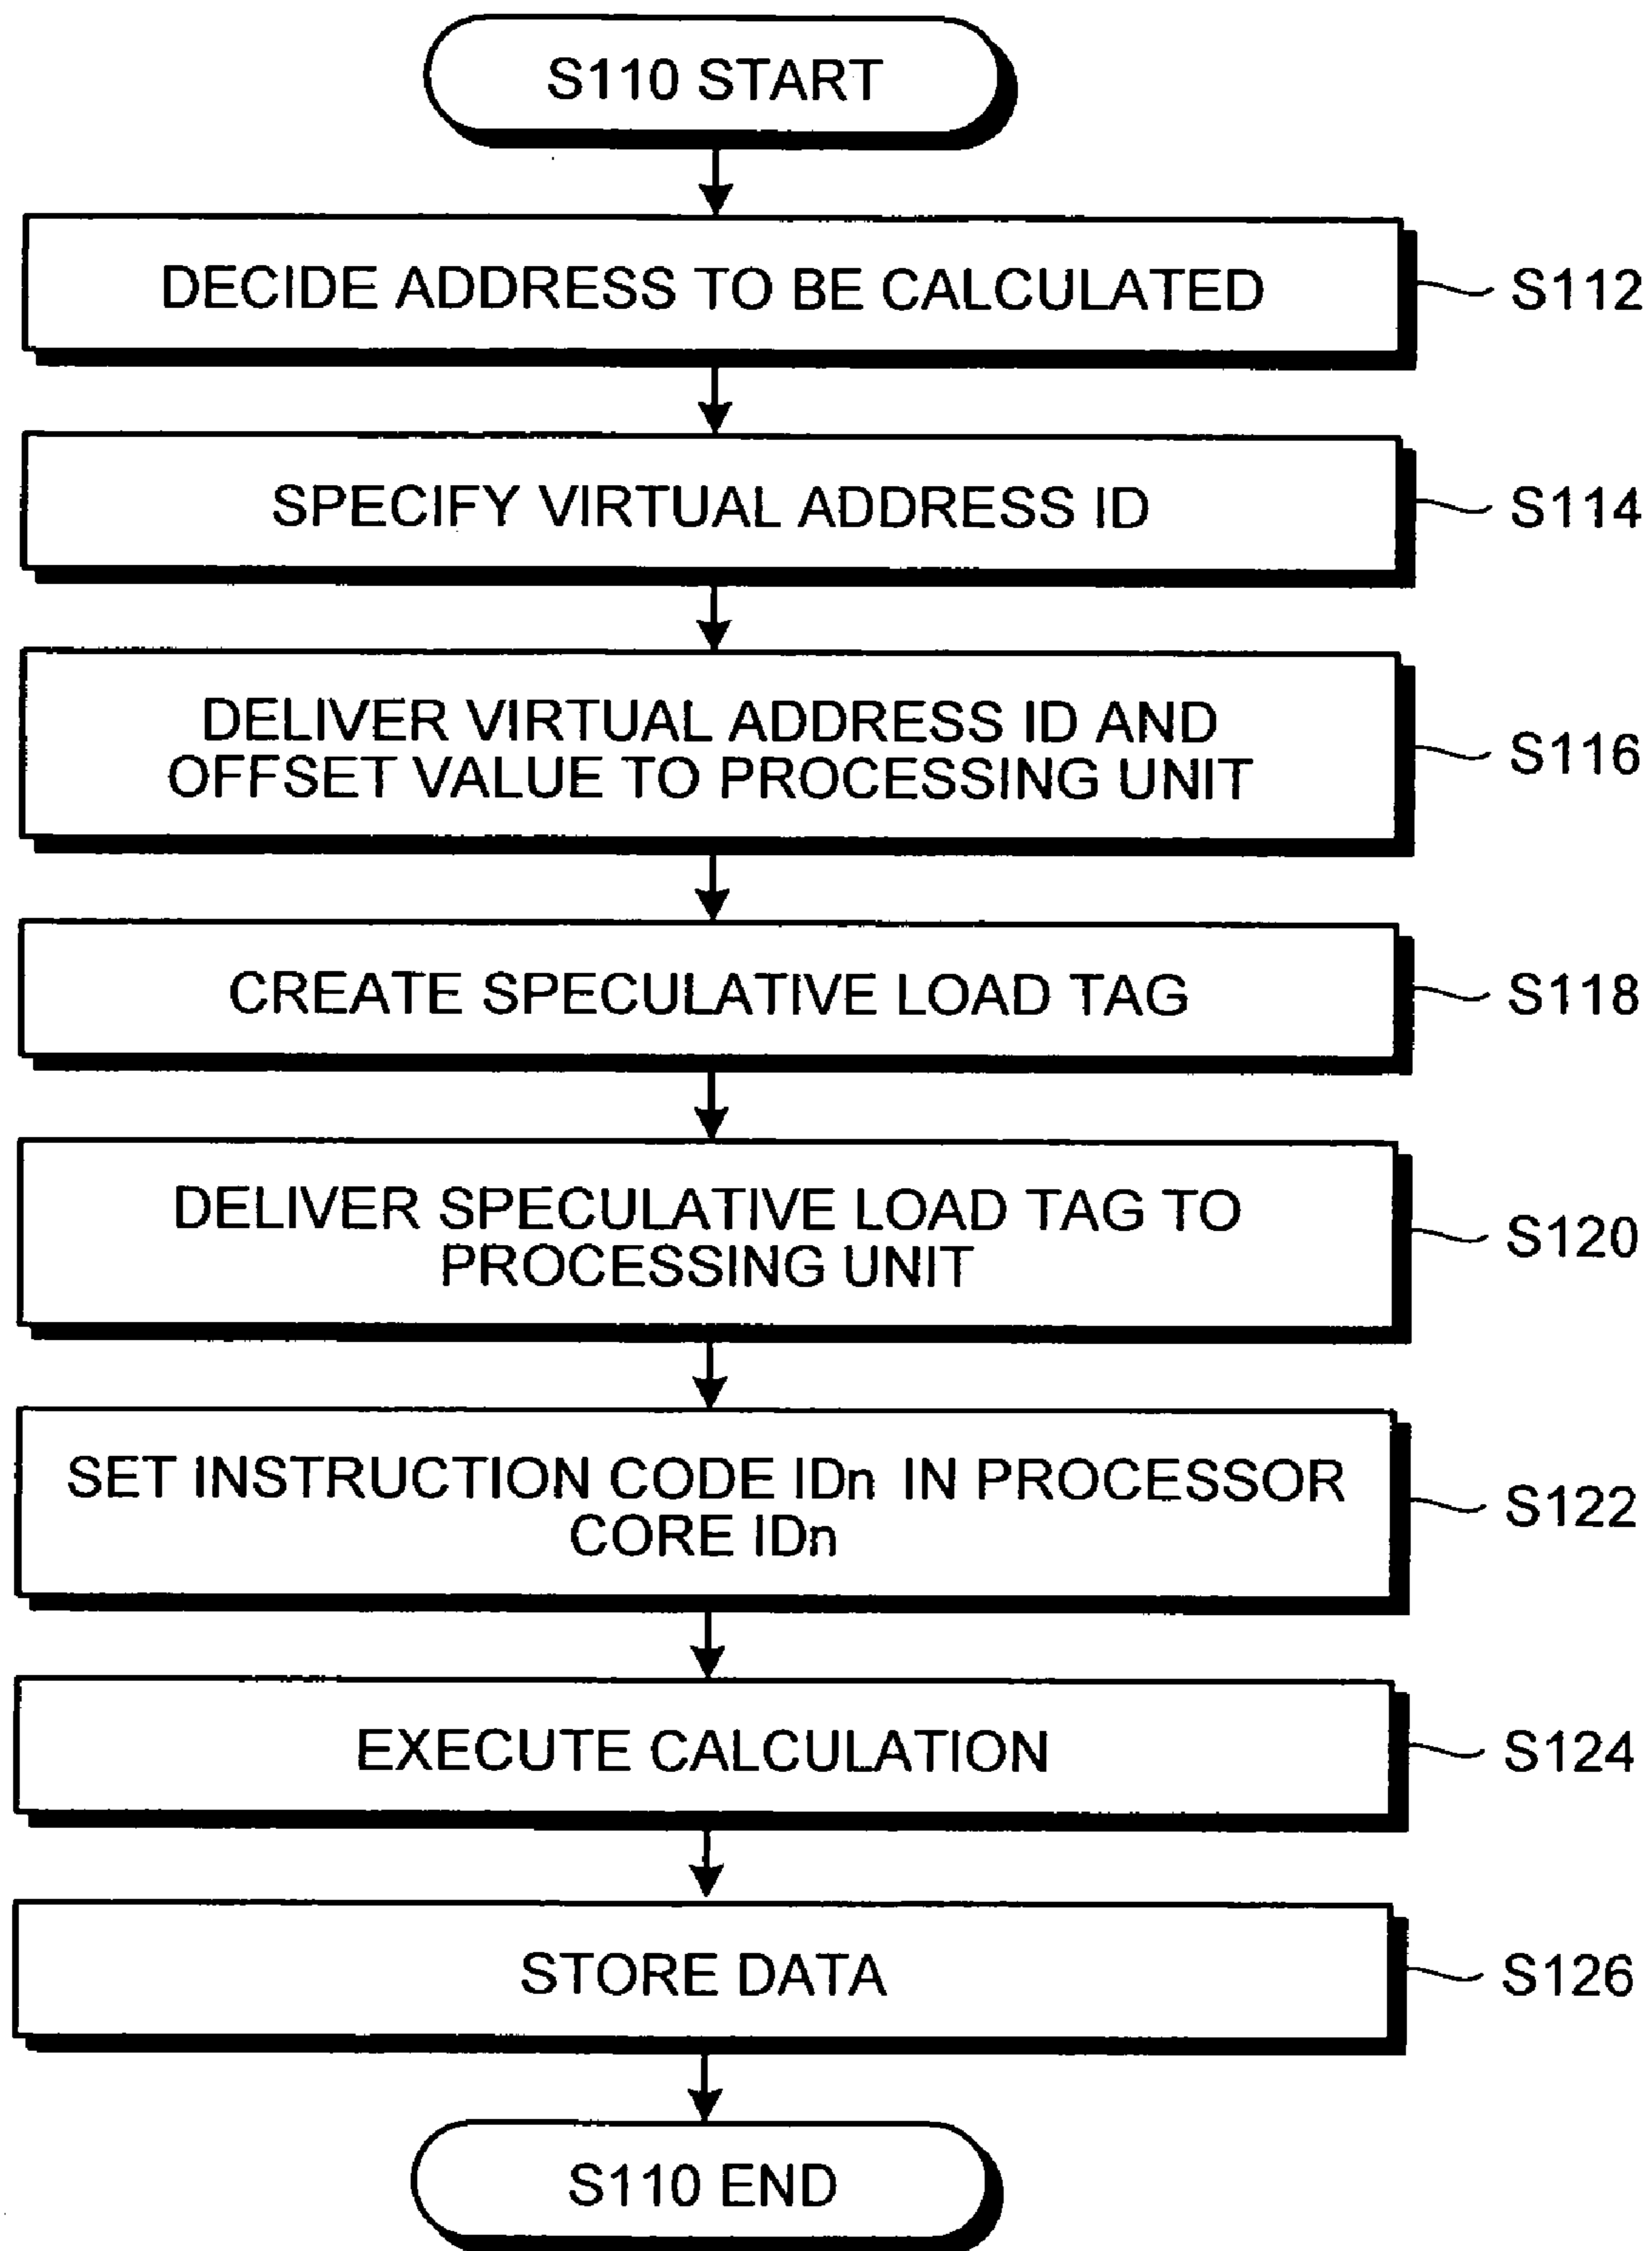 S110 START
DECIDE ADDRESS TO BE CALCULATED
S112
SPECIFY VIRTUAL ADDRESS ID
S114
DELIVER VIRTUAL ADDRESS ID AND
OFFSET VALUE TO PROCESSING UNIT
S116
CREATE SPECULATIVE LOAD TAG
S118
DELIVER SPECULATIVE LOAD TAG TO
PROCESSING UNIT
S120
SET INSTRUCTION CODE IDn IN PROCESSOR
CORE IDn
S122
EXECUTE CALCULATION
S124
STORE DATA
S126
S110 END